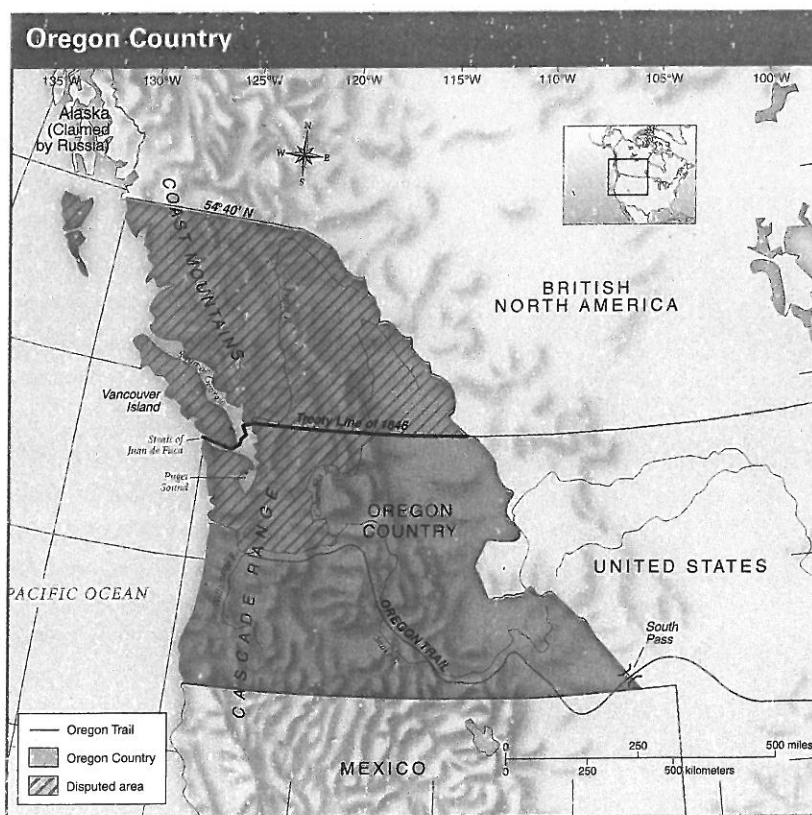 Oregon Country
135°W
130°W
125°W
120°W
115°W
110°W
105°W
100°W
Alaska
(Claimed
by Russia)
N
W
E
S
54°40' N
COAST MOUNTAINS
BRITISH
NORTH AMERICA
Vancouver
Island
Treaty Line of 1846
Strait of
Juan de Fuca
Puget
Sound
OREGON
COUNTRY
CASCADE RANGE
UNITED STATES
PACIFIC OCEAN
OREGON TRAIL
South
Pass
Oregon Trail
Oregon Country
Disputed area
MEXICO
0
250
500 miles
0
250
500 kilometers